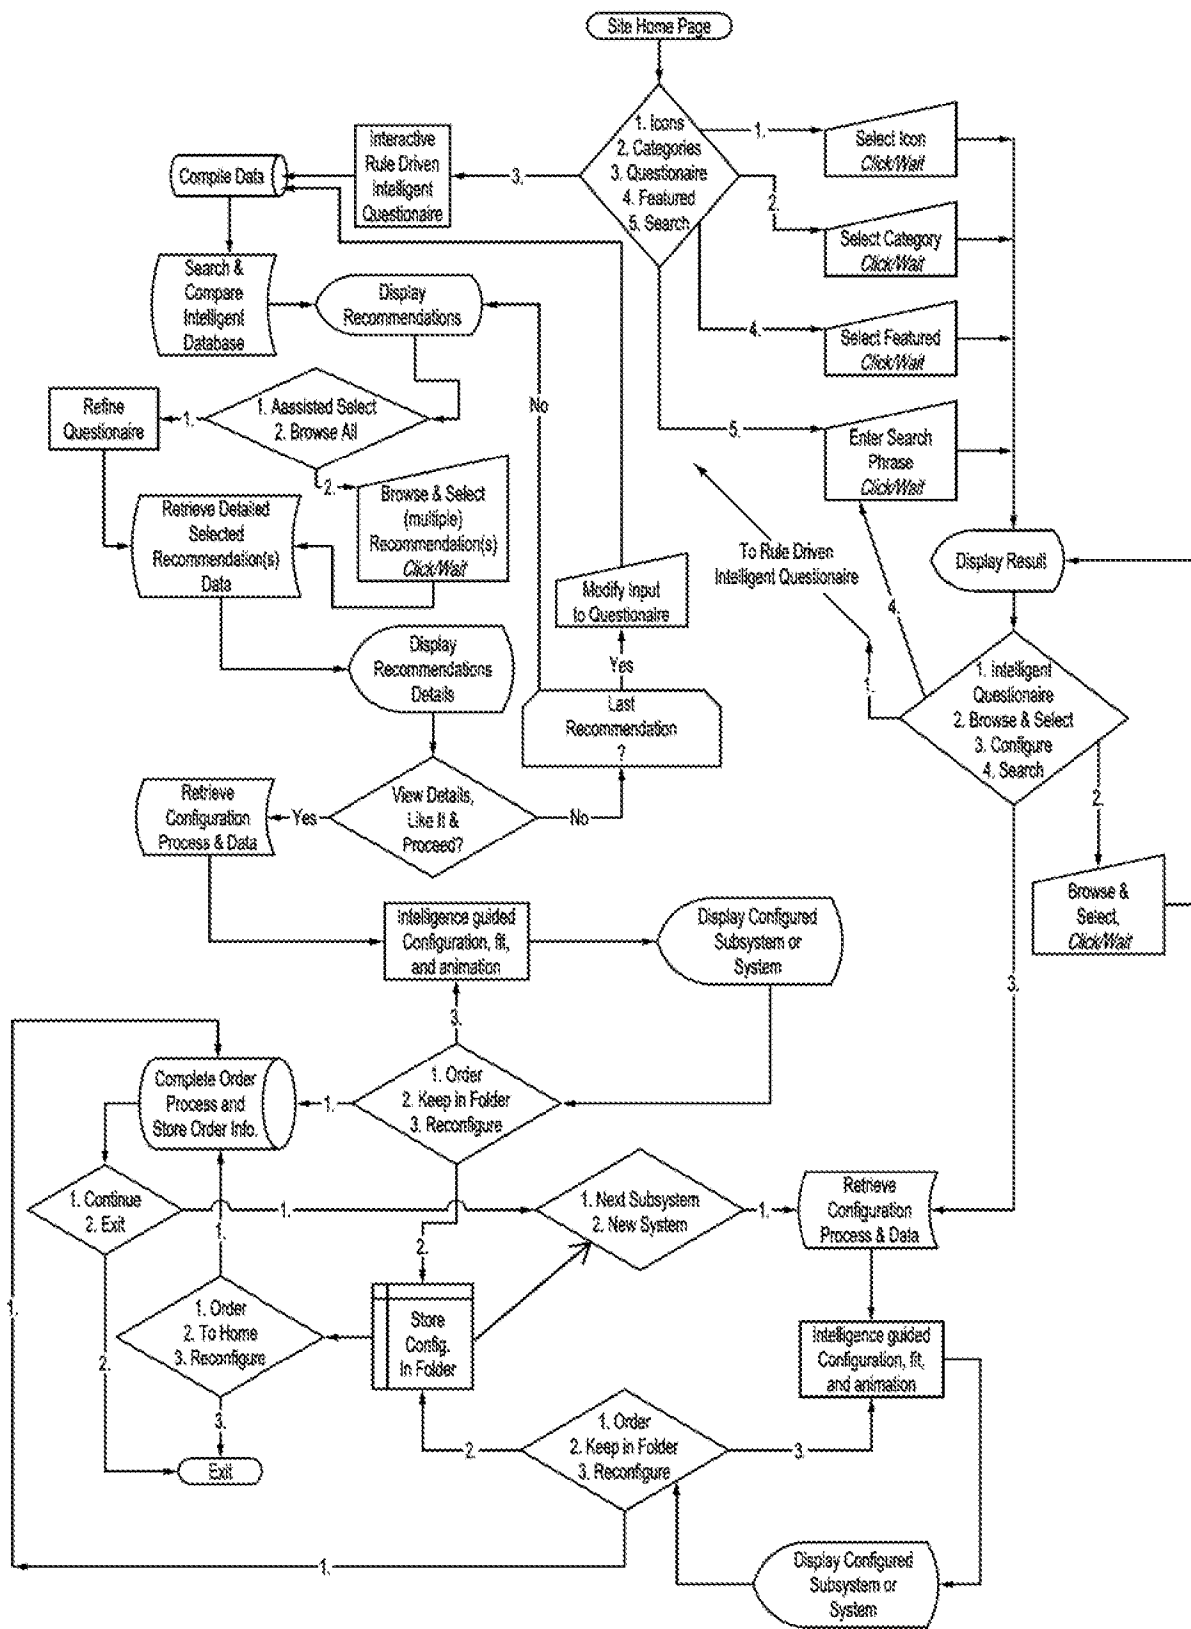 Site Home Page
1. Icons
2. Categories
3. Questionaire
4. Featured
5. Search
1.
Select Icon
Click/Wait
2.
Select Category
Click/Wait
3.
Interactive
Rule Driven
Intelligent
Questionaire
Compile Data
4.
Select Featured
Click/Wait
5.
Enter Search
Phrase
Click/Wait
Search &
Compare
Intelligent
Database
Display
Recommendations
No
1. Aassisted Select
2. Browse All
1.
Refine
Questionaire
2.
Browse & Select
(multiple)
Recommendation(s)
Click/Wait
Retrieve Detailed
Selected
Recommendation(s)
Data
To Rule Driven
Intelligent Questionaire
Display Result
Modify Input
to Questionaire
Yes
4.
Display
Recommendations
Details
Last
Recommendation
?
1.
1. Intelligent
Questionaire
2. Browse & Select
3. Configure
4. Search
2.
Retrieve
Configuration
Process & Data
Yes
View Details,
Like It &
Proceed?
No
Browse &
Select,
Click/Wait
Intelligence guided
Configuration, fit,
and animation
Display Configured
Subsystem or
System
3.
3.
Complete Order
Process and
Store Order Info.
1.
1. Order
2. Keep in Folder
3. Reconfigure
1. Continue
2. Exit
1.
1.
1. Next Subsystem
2. New System
1.
Retrieve
Configuration
Process & Data
2.
1.
1. Order
2. To Home
3. Reconfigure
Store
Config.
In Folder
Intelligence guided
Configuration, fit,
and animation
2.
3.
Exit
2.
1. Order
2. Keep in Folder
3. Reconfigure
3.
1.
Display Configured
Subsystem or
System